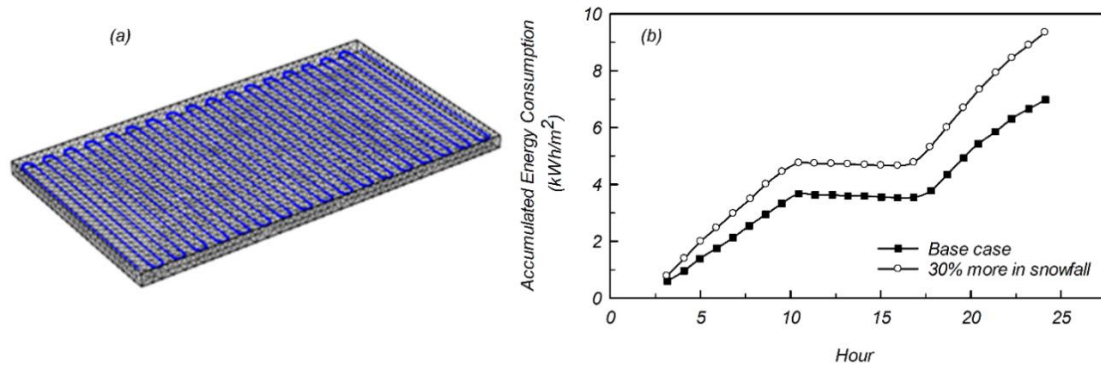 (a)
(b)
Accumulated Energy Consumption
(kWh/m²)
10
8
6
4
2
0
Base case
30% more in snowfall
0 5 10 15 20 25
Hour